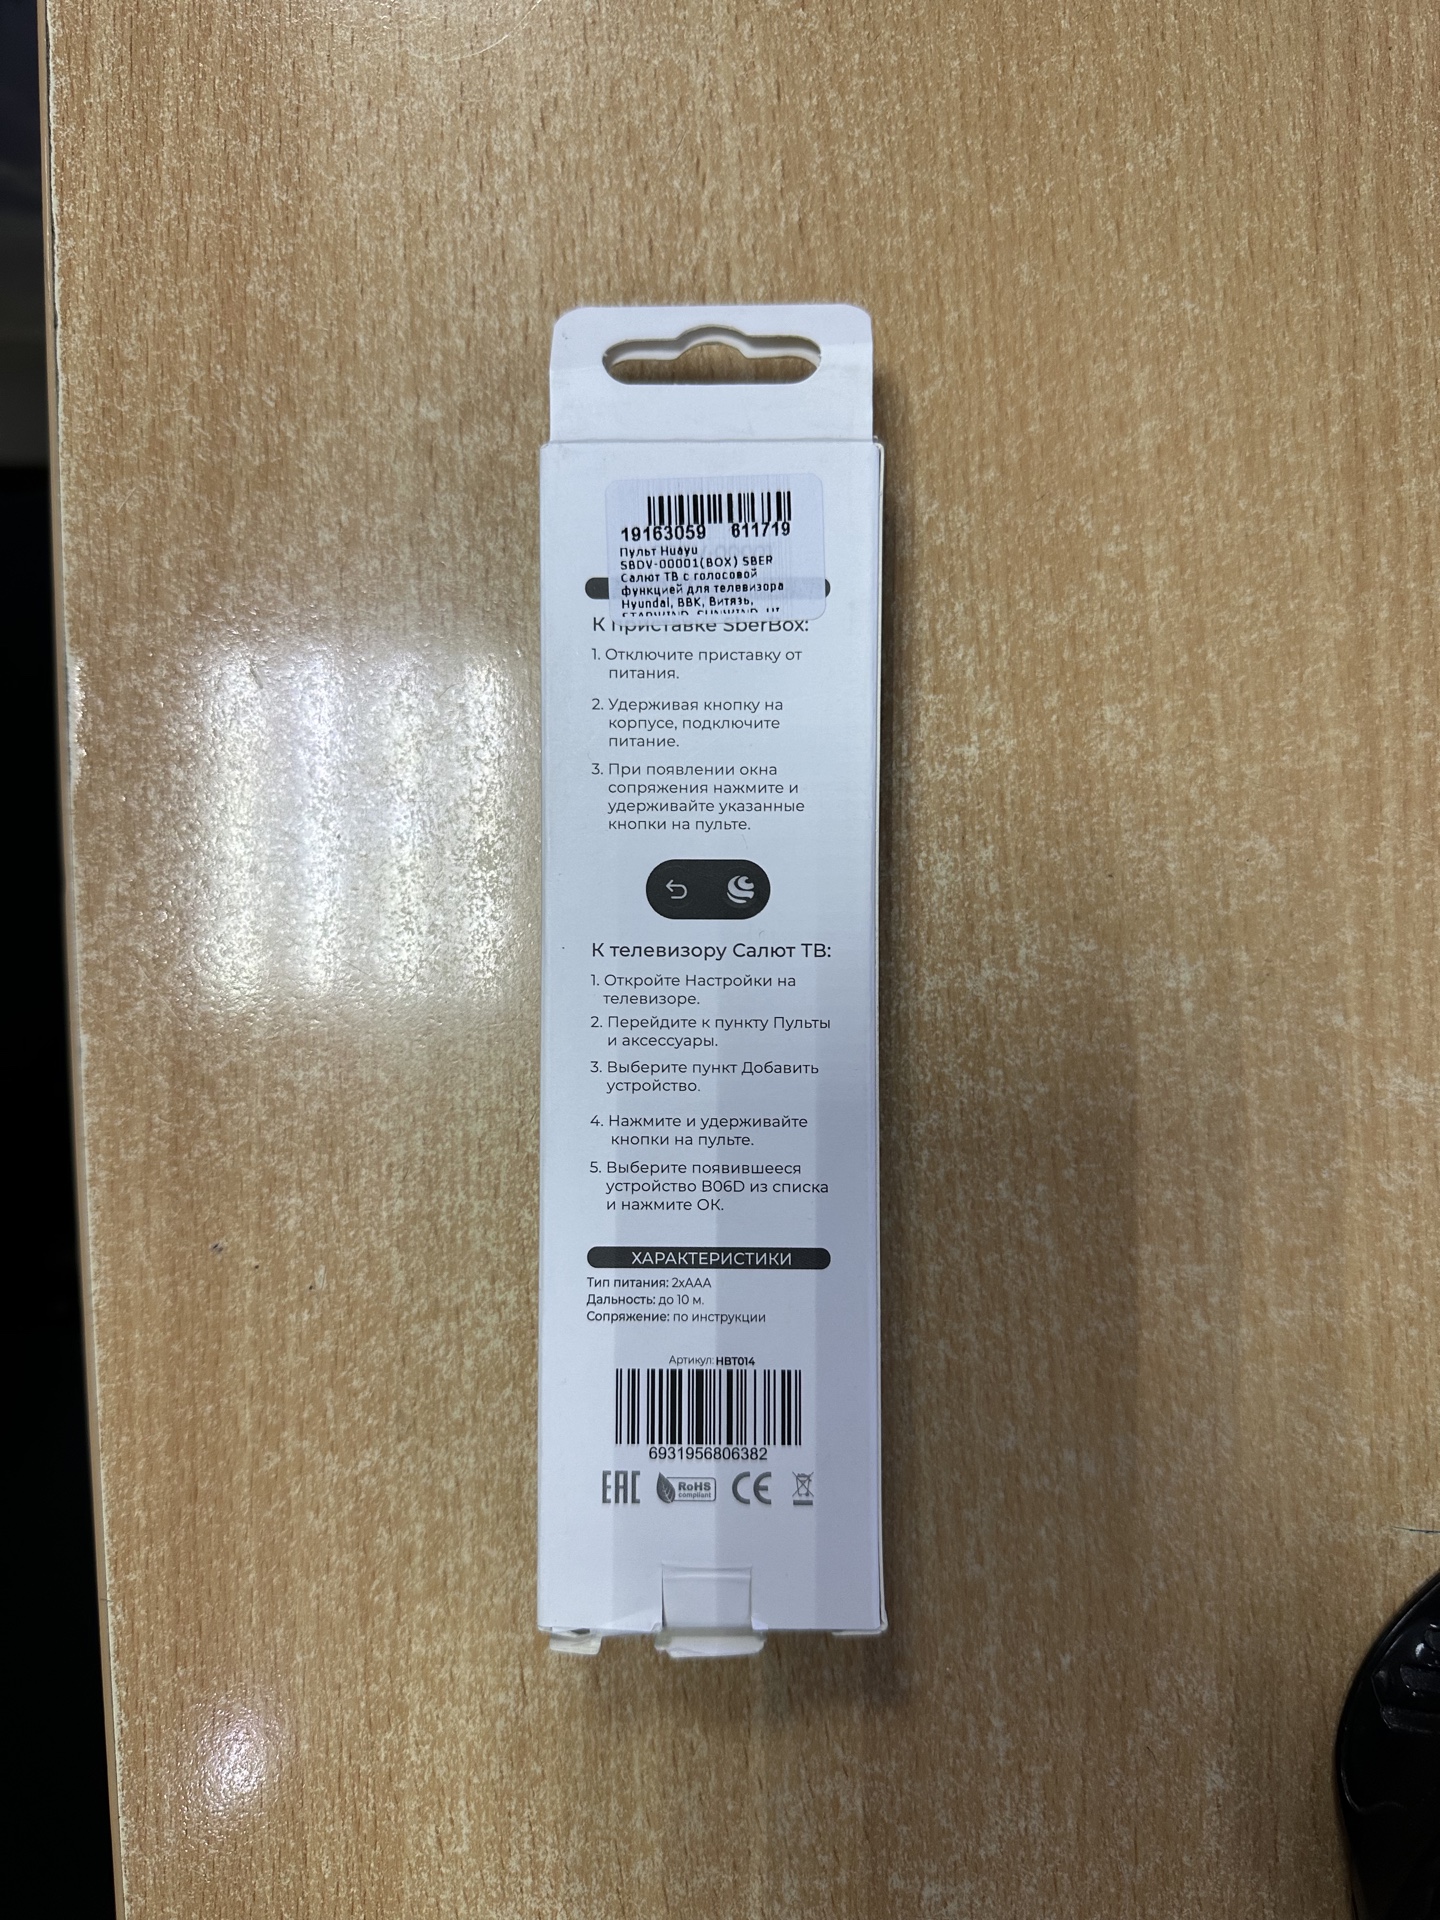 19163059 611719
Пульт Huayu
SBDV-00001(BOX) SBER
Салют ТВ с голосовой
функцией для телевизора
Hyundai, BBK, Витязь,
STARWIND, SUNWIND,
К приставке SberBox:
1. Отключите приставку от
питания.
2. Удерживая кнопку на
корпусе, подключите
питание.
3. При появлении окна
сопряжения нажмите и
удерживайте указанные
кнопки на пульте.
К телевизору Салют ТВ:
1. Откройте Настройки на
телевизоре.
2. Перейдите к пункту Пульты
и аксессуары.
3. Выберите пункт Добавить
устройство.
4. Нажмите и удерживайте
кнопки на пульте.
5. Выберите появившееся
устройство B06D из списка
и нажмите ОК.
ХАРАКТЕРИСТИКИ
Тип питания: 2xAAA
Дальность: до 10 м.
Сопряжение: по инструкции
Артикул: HBT014
6931956806382
EAC RoHS compliant CE